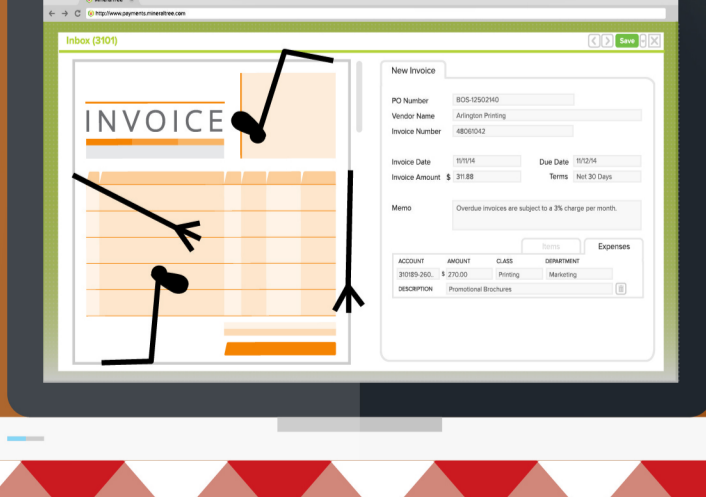 http://www.payments.mineraltree.com
Inbox (3101)
Save
INVOICE
New Invoice
PO Number BOS-12502140
Vendor Name Arlington Printing
Invoice Number 48061042
Invoice Date 11/11/14 Due Date 11/12/14
Invoice Amount $ 311.88 Terms Net 30 Days
Memo Overdue invoices are subject to a 3% charge per month.
Items Expenses
ACCOUNT AMOUNT CLASS DEPARTMENT
310189-260.. $ 270.00 Printing Marketing
DESCRIPTION Promotional Brochures